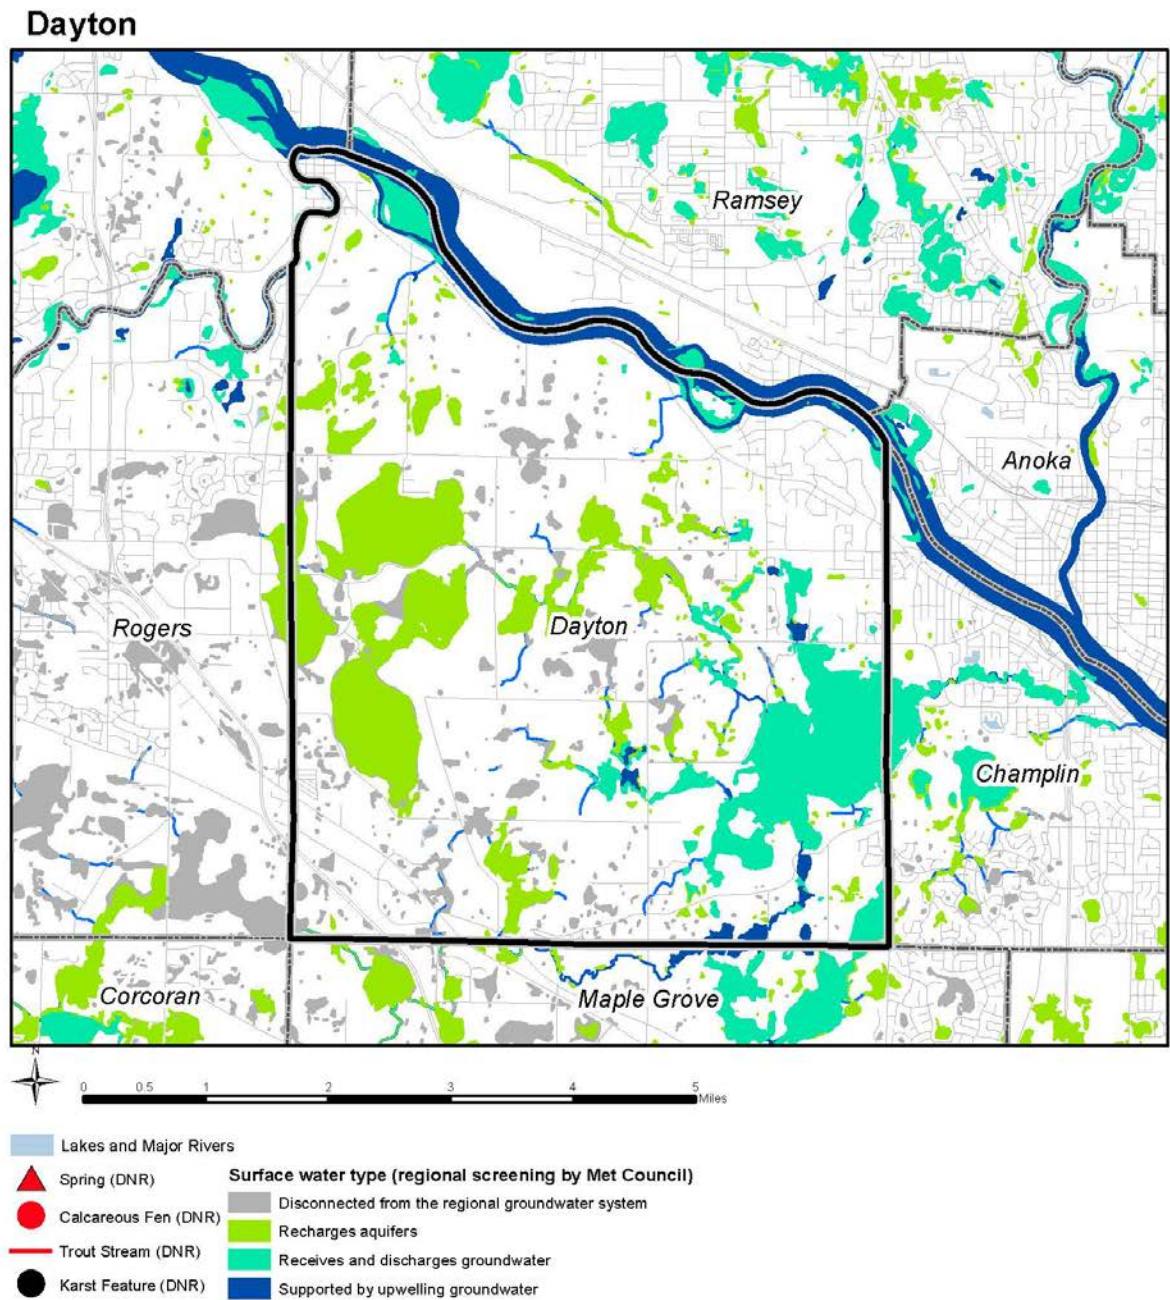 Dayton
Ramsey
Anoka
Rogers
Dayton
Champlin
Corcoran
Maple Grove
N
0 0.5 1 2 3 4 5
Miles
Lakes and Major Rivers
Spring (DNR)
Calcareous Fen (DNR)
Trout Stream (DNR)
Karst Feature (DNR)
Surface water type (regional screening by Met Council)
Disconnected from the regional groundwater system
Recharges aquifers
Receives and discharges groundwater
Supported by upwelling groundwater